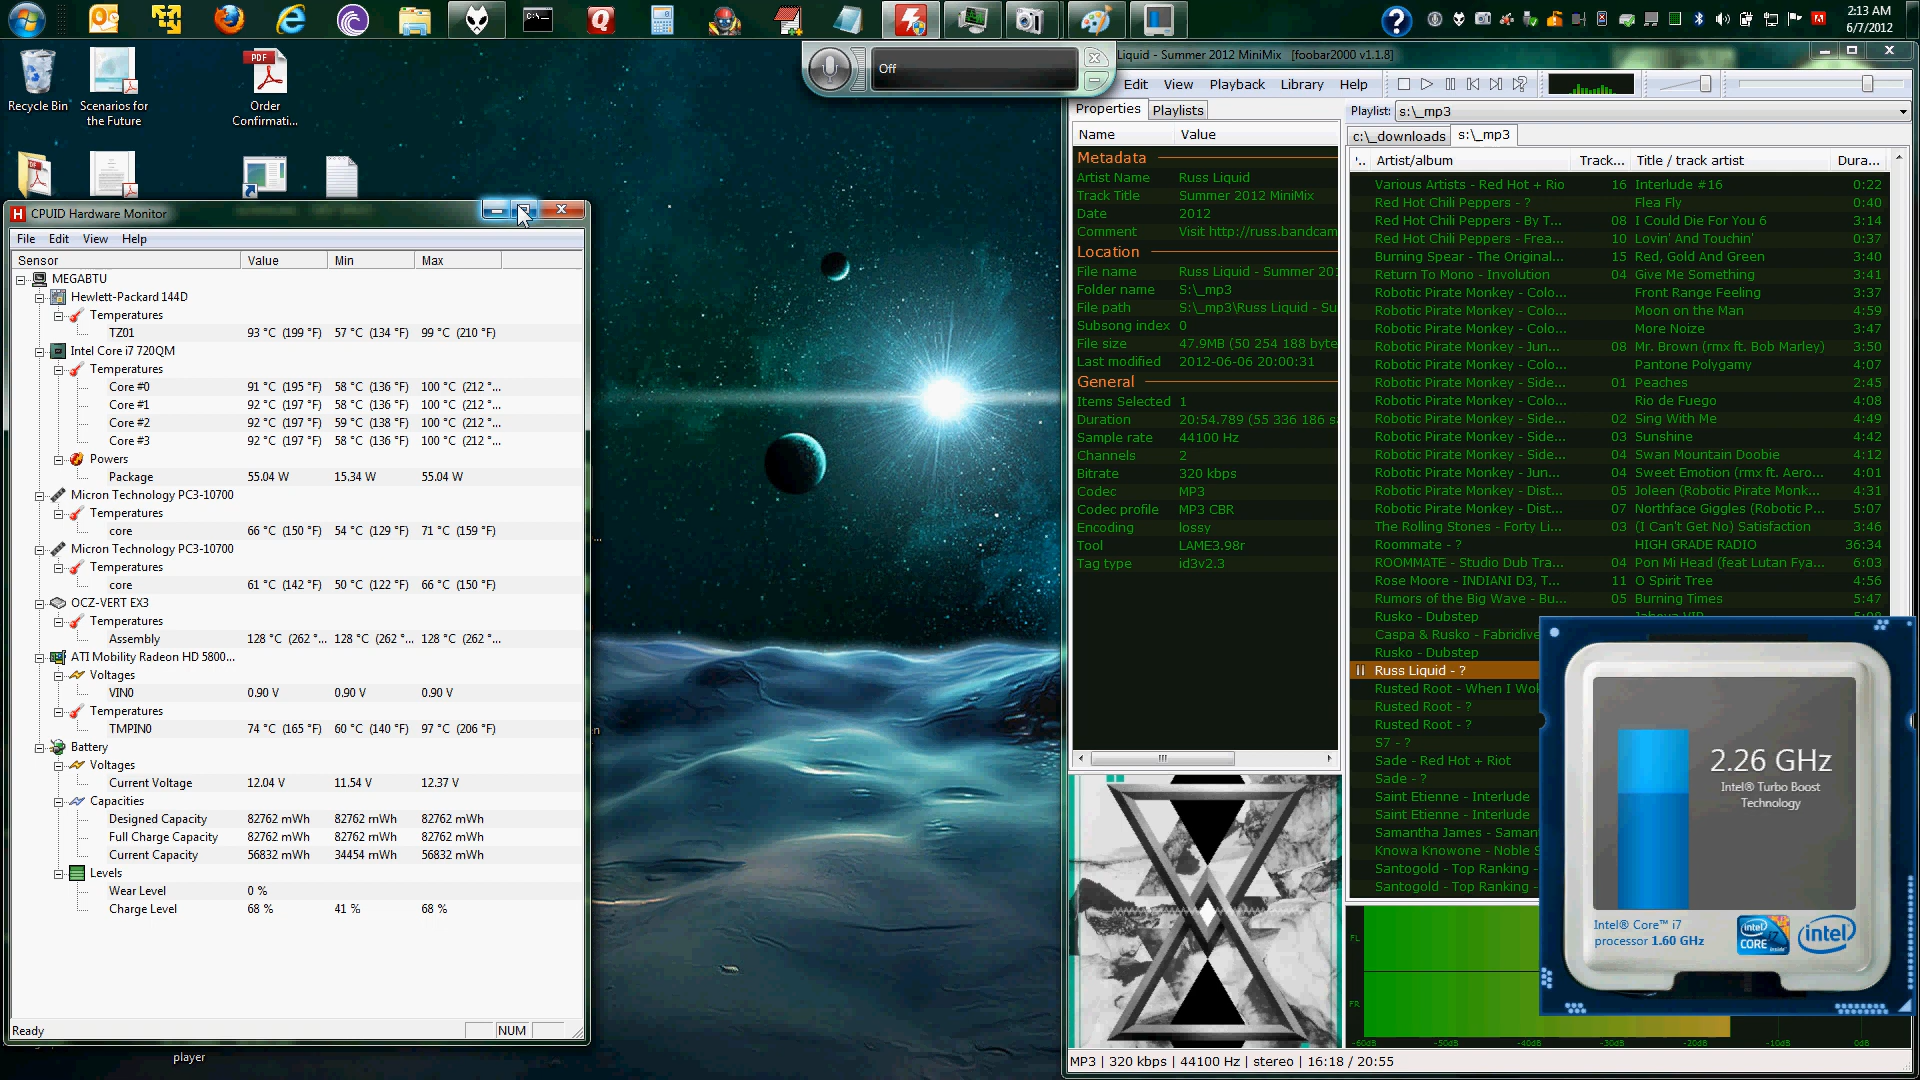 2:13 AM
6/7/2012
Recycle Bin
Scenarios for the Future
Order Confirmati...
PDF
C:\_
Off
CPUID Hardware Monitor
File Edit View Help
Sensor Value Min Max
MEGABTU
Hewlett-Packard 144D
Temperatures
TZ01 93 °C (199 °F) 57 °C (134 °F) 99 °C (210 °F)
Intel Core i7 720QM
Temperatures
Core #0 91 °C (195 °F) 58 °C (136 °F) 100 °C (212 °...
Core #1 92 °C (197 °F) 58 °C (136 °F) 100 °C (212 °...
Core #2 92 °C (197 °F) 59 °C (138 °F) 100 °C (212 °...
Core #3 92 °C (197 °F) 58 °C (136 °F) 100 °C (212 °...
Powers
Package 55.04 W 15.34 W 55.04 W
Micron Technology PC3-10700
Temperatures
core 66 °C (150 °F) 54 °C (129 °F) 71 °C (159 °F)
Micron Technology PC3-10700
Temperatures
core 61 °C (142 °F) 50 °C (122 °F) 66 °C (150 °F)
OCZ-VERT EX3
Temperatures
Assembly 128 °C (262 °... 128 °C (262 °... 128 °C (262 °...
ATI Mobility Radeon HD 5800...
Voltages
VIN0 0.90 V 0.90 V 0.90 V
Temperatures
TMPIN0 74 °C (165 °F) 60 °C (140 °F) 97 °C (206 °F)
Battery
Voltages
Current Voltage 12.04 V 11.54 V 12.37 V
Capacities
Designed Capacity 82762 mWh 82762 mWh 82762 mWh
Full Charge Capacity 82762 mWh 82762 mWh 82762 mWh
Current Capacity 56832 mWh 34454 mWh 56832 mWh
Levels
Wear Level 0 %
Charge Level 68 % 41 % 68 %
Ready NUM
player
Liquid - Summer 2012 MiniMix [foobar2000 v1.1.8]
Edit View Playback Library Help
Properties Playlists
Name Value
Metadata
Artist Name Russ Liquid
Track Title Summer 2012 MiniMix
Date 2012
Comment Visit http://russ.bandcam
Location
File name Russ Liquid - Summer 20
Folder name S:\_mp3
File path S:\_mp3\Russ Liquid - Su
Subsong index 0
File size 47.9MB (50 254 188 byte
Last modified 2012-06-06 20:00:31
General
Items Selected 1
Duration 20:54.789 (55 336 186 s
Sample rate 44100 Hz
Channels 2
Bitrate 320 kbps
Codec MP3
Codec profile MP3 CBR
Encoding lossy
Tool LAME3.98r
Tag type id3v2.3
Playlist: s:\_mp3
c:\_downloads s:\_mp3
'.. Artist/album Track... Title / track artist Dura...
Various Artists - Red Hot + Rio 16 Interlude #16 0:22
Red Hot Chili Peppers - ? Flea Fly 0:40
Red Hot Chili Peppers - By T... 08 I Could Die For You 6 3:14
Red Hot Chili Peppers - Frea... 10 Lovin' And Touchin' 0:37
Burning Spear - The Original... 15 Red, Gold And Green 3:40
Return To Mono - Involution 04 Give Me Something 3:41
Robotic Pirate Monkey - Colo... Front Range Feeling 3:37
Robotic Pirate Monkey - Colo... Moon on the Man 4:59
Robotic Pirate Monkey - Colo... More Noize 3:47
Robotic Pirate Monkey - Jun... 08 Mr. Brown (rmx ft. Bob Marley) 3:50
Robotic Pirate Monkey - Colo... Pantone Polygamy 4:07
Robotic Pirate Monkey - Side... 01 Peaches 2:45
Robotic Pirate Monkey - Colo... Rio de Fuego 4:08
Robotic Pirate Monkey - Side... 02 Sing With Me 4:49
Robotic Pirate Monkey - Side... 03 Sunshine 4:42
Robotic Pirate Monkey - Side... 04 Swan Mountain Doobie 4:12
Robotic Pirate Monkey - Jun... 04 Sweet Emotion (rmx ft. Aero... 4:01
Robotic Pirate Monkey - Dist... 05 Joleen (Robotic Pirate Monk... 4:31
Robotic Pirate Monkey - Dist... 07 Northface Giggles (Robotic P... 5:07
The Rolling Stones - Forty Li... 03 (I Can't Get No) Satisfaction 3:46
Roommate - ? HIGH GRADE RADIO 36:34
ROOMMATE - Studio Dub Tra... 04 Pon Mi Head (feat Lutan Fya... 6:03
Rose Moore - INDIANI D3, T... 11 O Spirit Tree 4:56
Rumors of the Big Wave - Bu... 05 Burning Times 5:47
Rusko - Dubstep
Caspa & Rusko - Fabriclive
Rusko - Dubstep
Russ Liquid - ?
Rusted Root - When I Wo
Rusted Root - ?
Rusted Root - ?
S7 - ?
Sade - Red Hot + Riot
Sade - ?
Saint Etienne - Interlude
Saint Etienne - Interlude
Samantha James - Saman
Knowa Knowone - Noble S
Santogold - Top Ranking -
Santogold - Top Ranking -
2.26 GHz
Intel® Turbo Boost
Technology
Intel® Core™ i7
processor 1.60 GHz
intel CORE i7 inside
intel
FL
FR
-60dB -50dB -40dB -30dB -20dB -10dB 0dB
MP3 | 320 kbps | 44100 Hz | stereo | 16:18 / 20:55